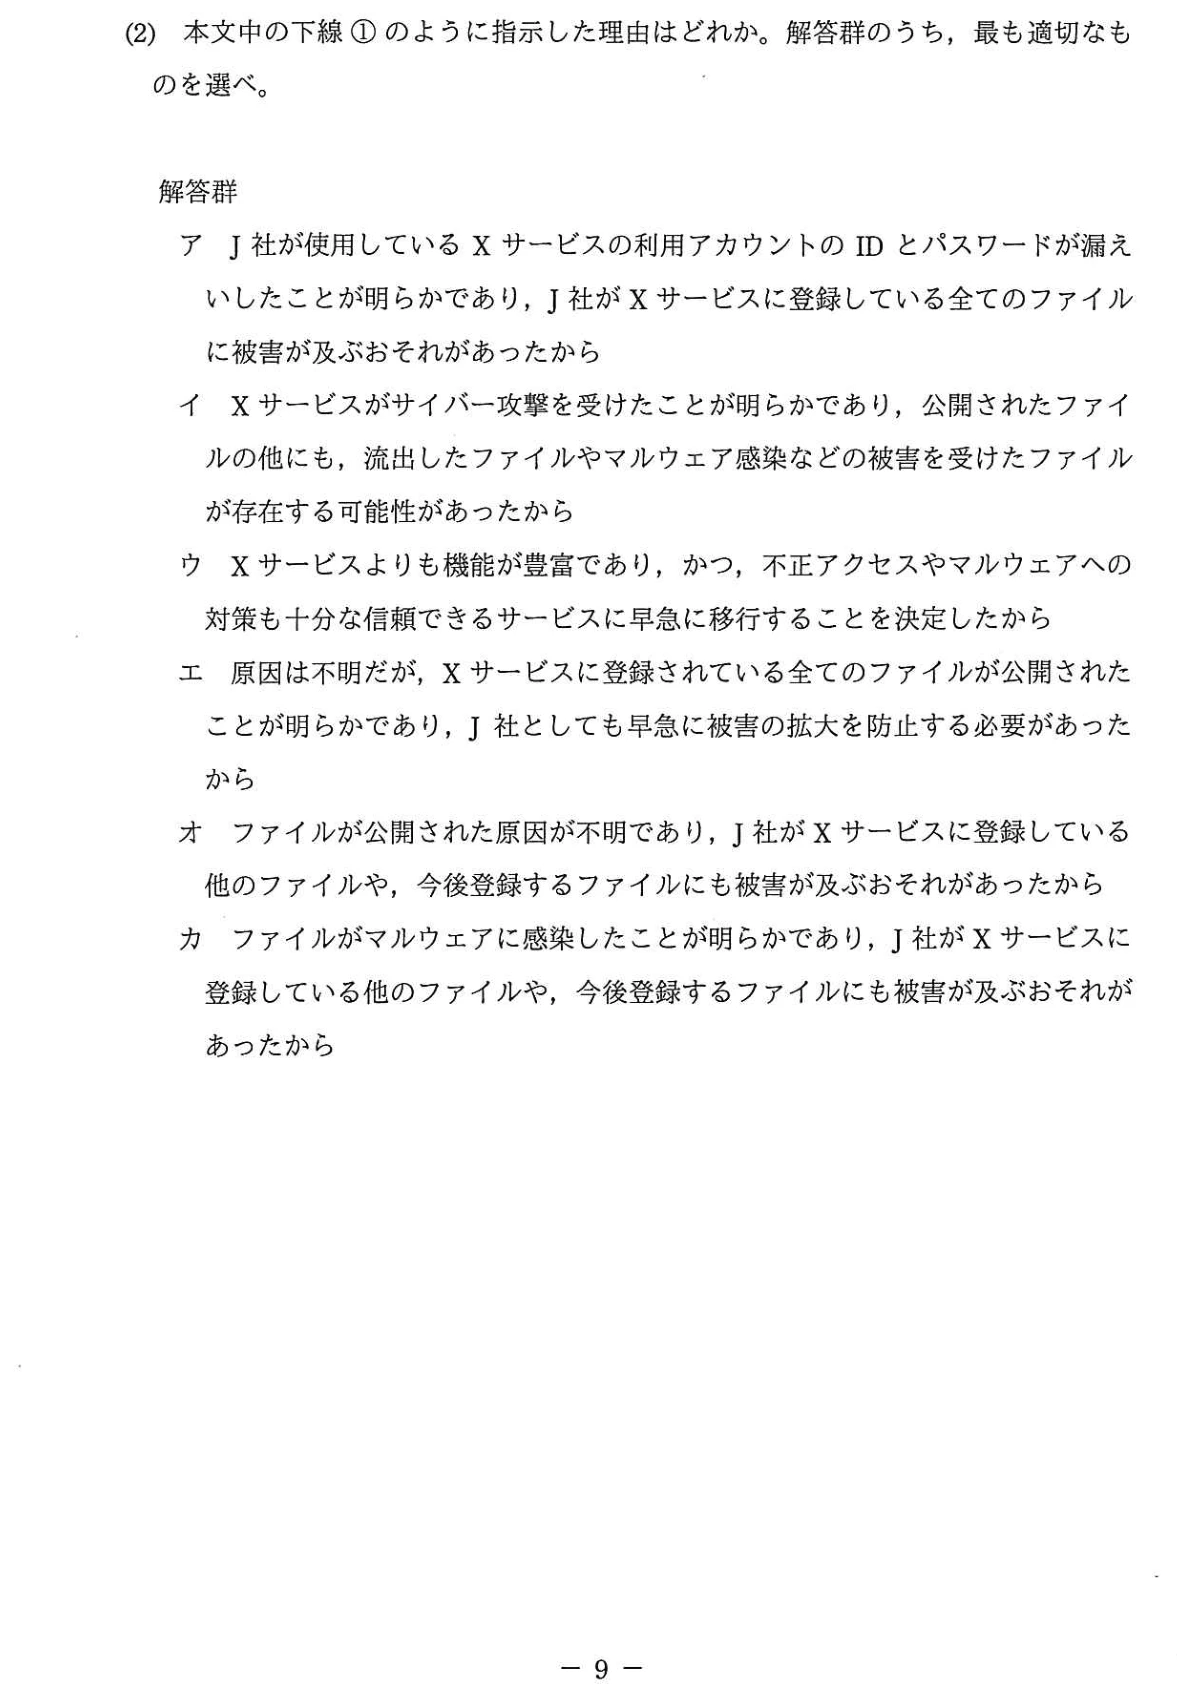 (2) 本文中の下線 ① のように指示した理由はどれか。解答群のうち，最も適切なも
のを選べ。
解答群
ア J 社が使用している X サービスの利用アカウントの ID とパスワードが漏え
いしたことが明らかであり，J 社が X サービスに登録している全てのファイル
に被害が及ぶおそれがあったから
イ X サービスがサイバー攻撃を受けたことが明らかであり，公開されたファイ
ルの他にも，流出したファイルやマルウェア感染などの被害を受けたファイル
が存在する可能性があったから
ウ X サービスよりも機能が豊富であり，かつ，不正アクセスやマルウェアへの
対策も十分な信頼できるサービスに早急に移行することを決定したから
エ 原因は不明だが，X サービスに登録されている全てのファイルが公開された
ことが明らかであり，J 社としても早急に被害の拡大を防止する必要があった
から
オ ファイルが公開された原因が不明であり，J 社が X サービスに登録している
他のファイルや，今後登録するファイルにも被害が及ぶおそれがあったから
カ ファイルがマルウェアに感染したことが明らかであり，J 社が X サービスに
登録している他のファイルや，今後登録するファイルにも被害が及ぶおそれが
あったから
－ 9 －